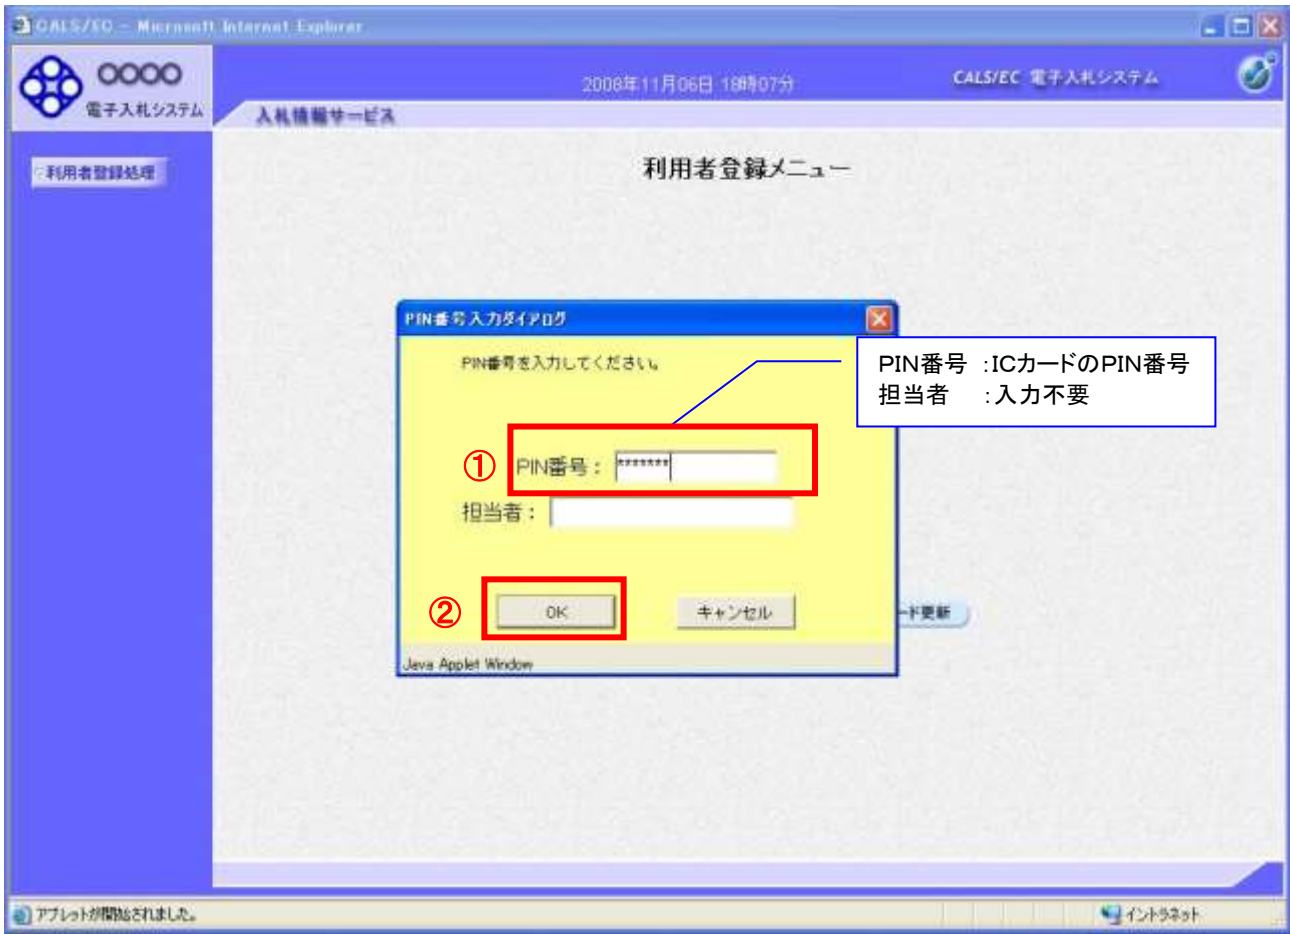 CALS/EC - Microsoft Internet Explorer
○○○○
電子入札システム
2008年11月06日 18時07分
CALS/EC 電子入札システム
入札情報サービス
利用者登録処理
利用者登録メニュー
PIN番号入力ダイアログ
PIN番号を入力してください。
PIN番号 :ICカードのPIN番号
担当者 :入力不要
① PIN番号: *******
担当者:
② OK キャンセル
ード更新
Java Applet Window
アプレットが開始されました。
イントラネット